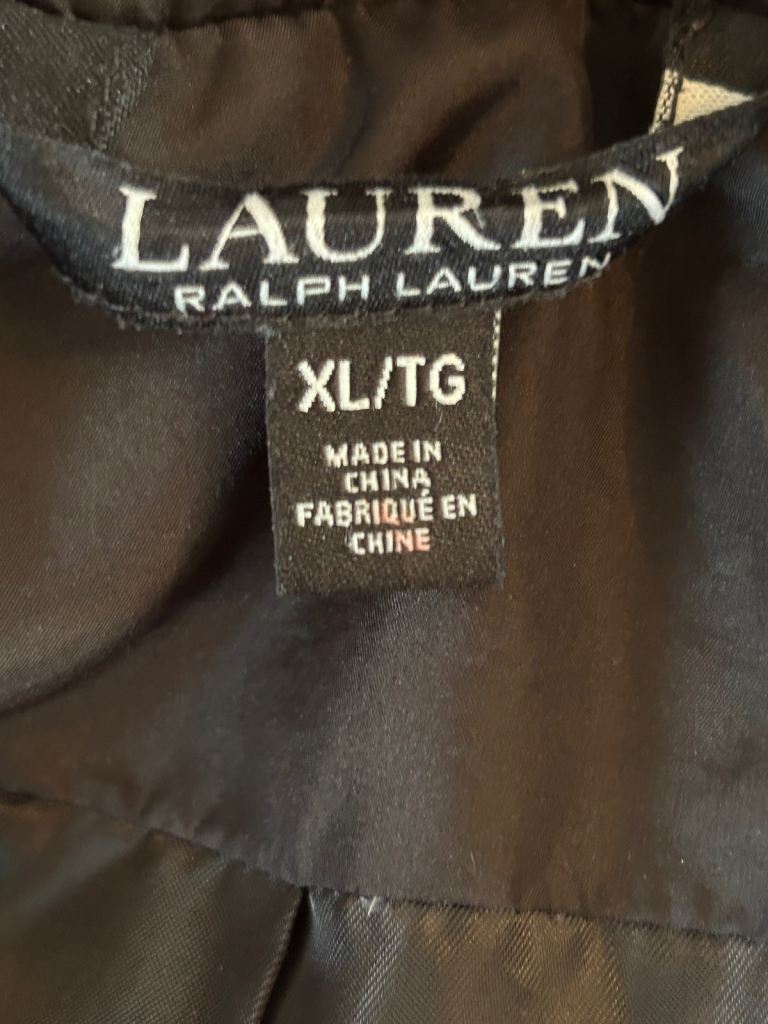 LAUREN
RALPH LAUREN
XL/TG
MADE IN
CHINA
FABRIQUÉ EN
CHINE